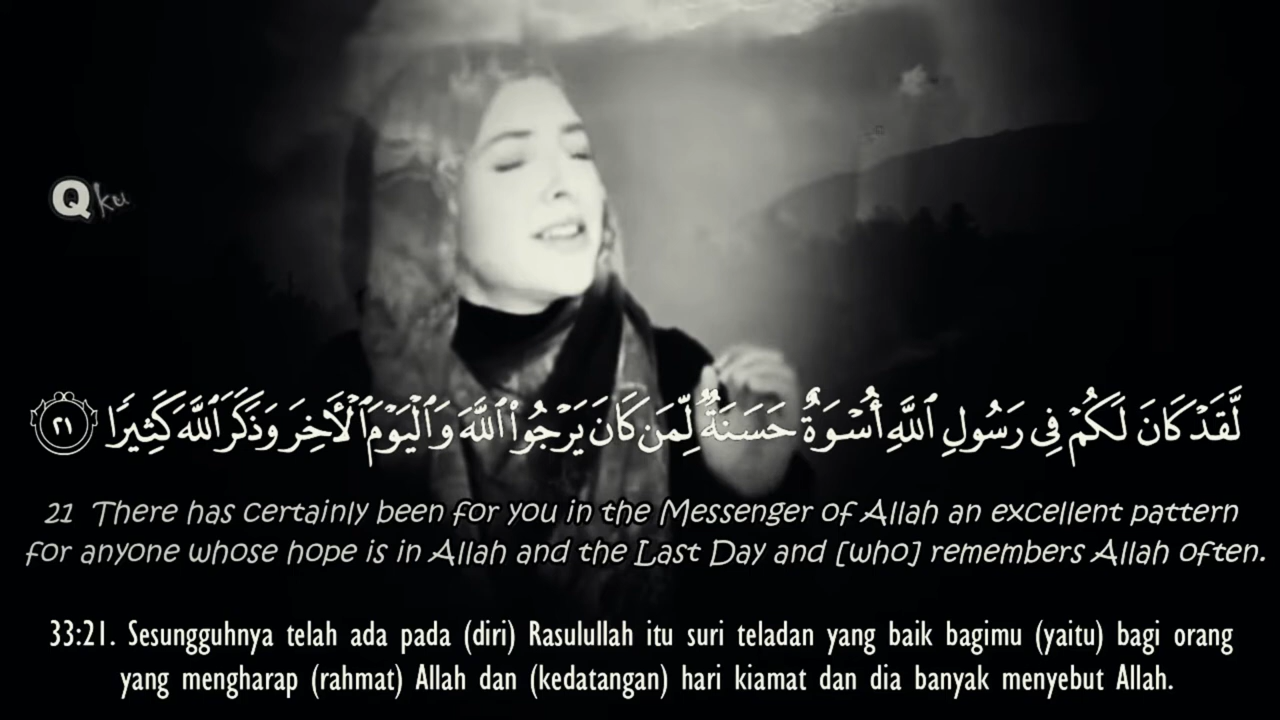 Qku
لَّقَدْ كَانَ لَكُمْ فِى رَسُولِ ٱللَّهِ أُسْوَةٌ حَسَنَةٌ لِّمَن كَانَ يَرْجُوا۟ ٱللَّهَ وَٱلْيَوْمَ ٱلْـَٔاخِرَ وَذَكَرَ ٱللَّهَ كَثِيرًا ٢١
21 There has certainly been for you in the Messenger of Allah an excellent pattern
for anyone whose hope is in Allah and the Last Day and [who] remembers Allah often.
33:21. Sesungguhnya telah ada pada (diri) Rasulullah itu suri teladan yang baik bagimu (yaitu) bagi orang
yang mengharap (rahmat) Allah dan (kedatangan) hari kiamat dan dia banyak menyebut Allah.